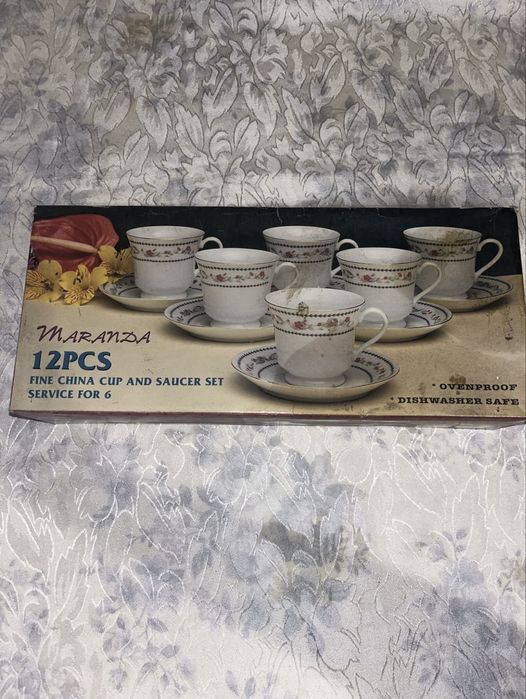 MARANDA
12PCS
FINE CHINA CUP AND SAUCER SET
SERVICE FOR 6
* OVENPROOF
* DISHWASHER SAFE